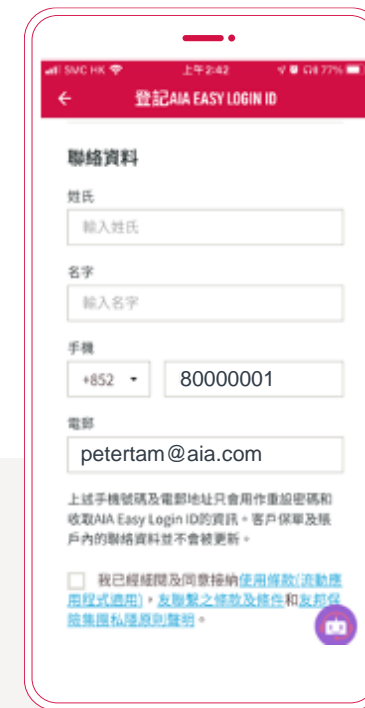 SMC HK 上午2:42 77%
登記AIA EASY LOGIN ID
聯絡資料
姓氏
輸入姓氏
名字
輸入名字
手機
+852 80000001
電郵
petertam@aia.com
上述手機號碼及電郵地址只會用作重設密碼和
收取AIA Easy Login ID的資訊。客戶保單及賬
戶內的聯絡資料並不會被更新。
我已經細閱及同意接納使用條款(流動應
用程式適用)，友聯繫之條款及條件和友邦保
險集團私隱原則聲明。